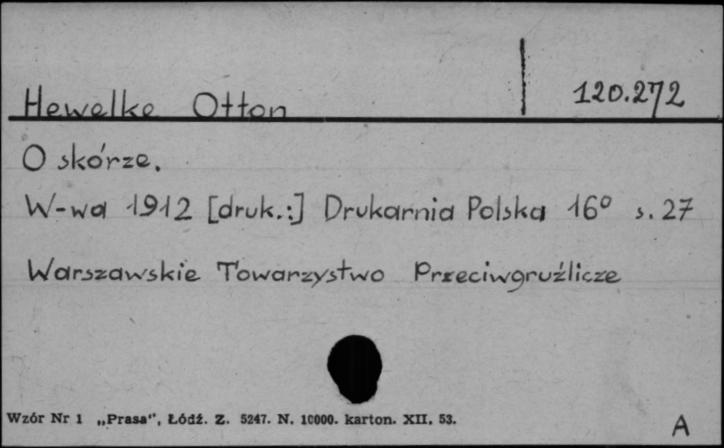 Hewelke Otton 120.272
O skórze.
W-wa 1912 [druk.:] Drukarnia Polska 16° s. 27
Warszawskie Towarzystwo Przeciwgruźlicze
Wzór Nr 1 „Prasa“, Łódź. Z. 5247. N. 10000. karton. XII. 53.
A